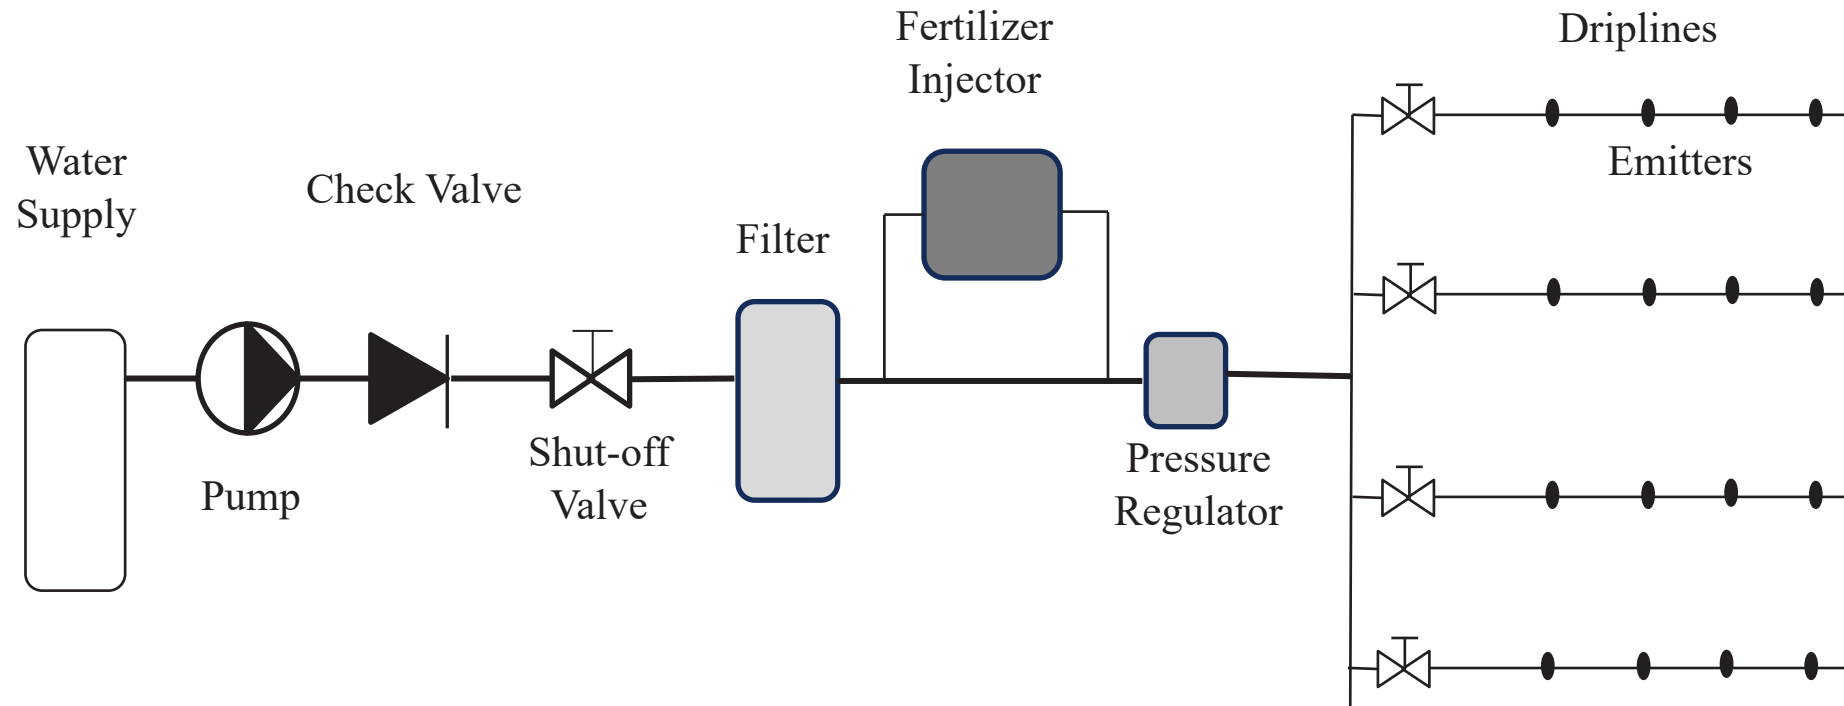 Water
Supply
Pump
Check Valve
Shut-off
Valve
Filter
Fertilizer
Injector
Pressure
Regulator
Driplines
Emitters